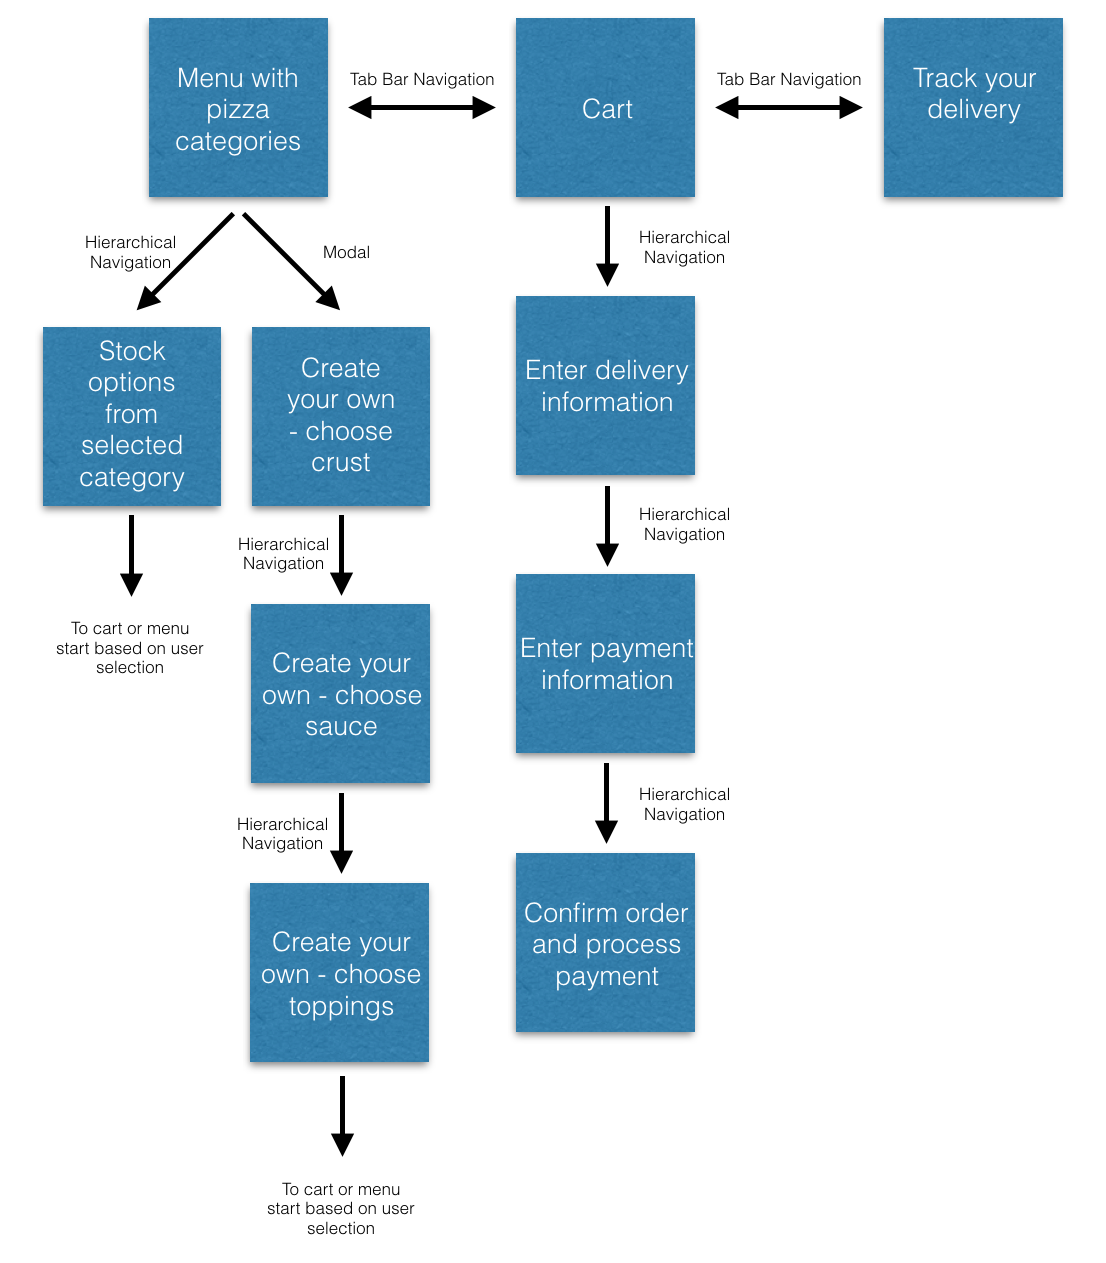 Menu with
pizza
categories
Tab Bar Navigation
Cart
Tab Bar Navigation
Track your
delivery
Hierarchical
Navigation
Modal
Hierarchical
Navigation
Stock
options
from
selected
category
Create
your own
- choose
crust
Enter delivery
information
Hierarchical
Navigation
Hierarchical
Navigation
To cart or menu
start based on user
selection
Create your
own - choose
sauce
Enter payment
information
Hierarchical
Navigation
Hierarchical
Navigation
Create your
own - choose
toppings
Confirm order
and process
payment
To cart or menu
start based on user
selection